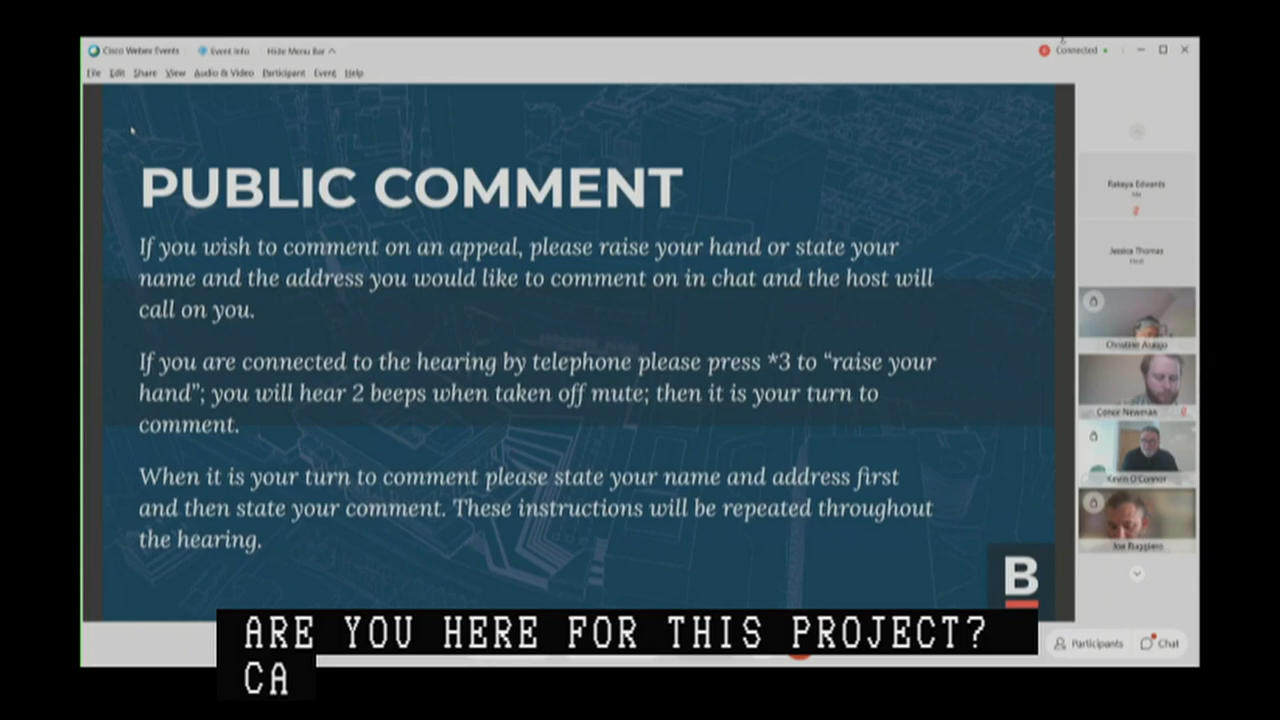 Cisco Webex Events
Event Info
Hide Menu Bar
Connected
File Edit Share View Audio & Video Participant Event Help
PUBLIC COMMENT
If you wish to comment on an appeal, please raise your hand or state your
name and the address you would like to comment on in chat and the host will
call on you.
If you are connected to the hearing by telephone please press *3 to “raise your
hand”; you will hear 2 beeps when taken off mute; then it is your turn to
comment.
When it is your turn to comment please state your name and address first
and then state your comment. These instructions will be repeated throughout
the hearing.
B
Rakeya Edwards
Me
Jessica Thomas
Host
Christine Araujo
Conor Newman
Kevin O'Connor
Joe Ruggiero
Participants
Chat
ARE YOU HERE FOR THIS PROJECT?
CA